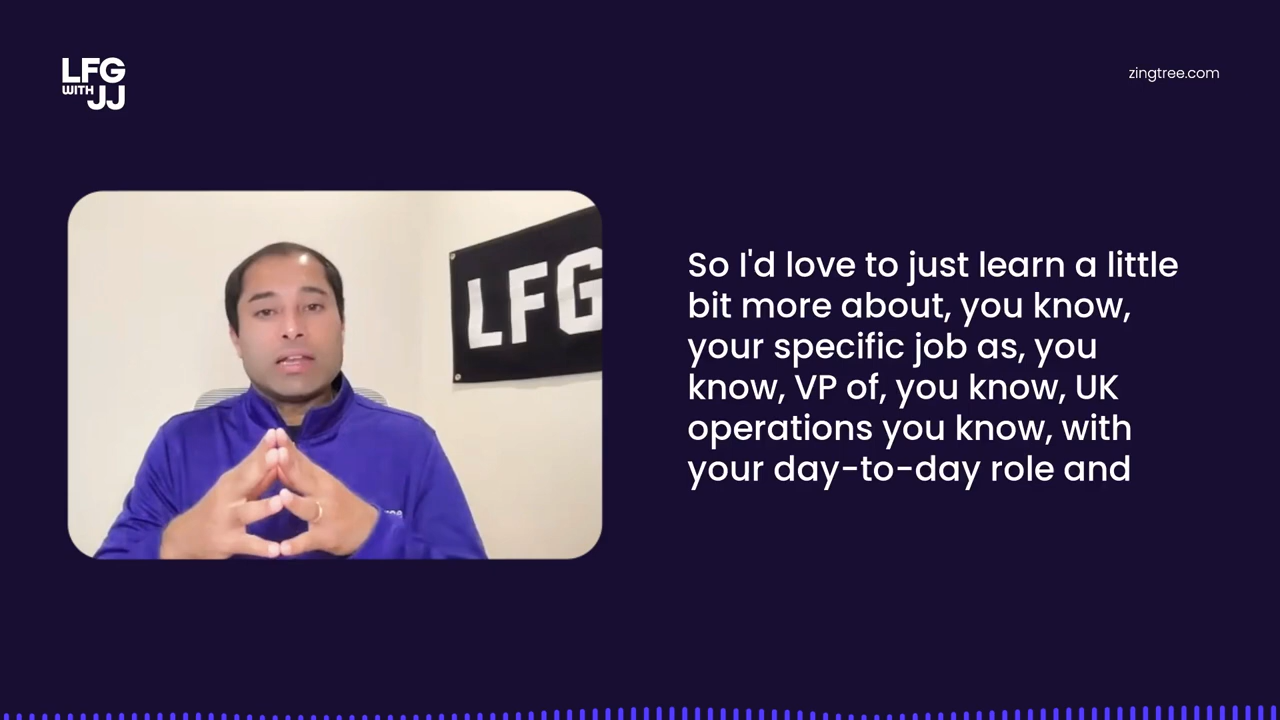 LFG
WITH JJ
zingtree.com
LFG
So I'd love to just learn a little
bit more about, you know,
your specific job as, you
know, VP of, you know, UK
operations you know, with
your day-to-day role and